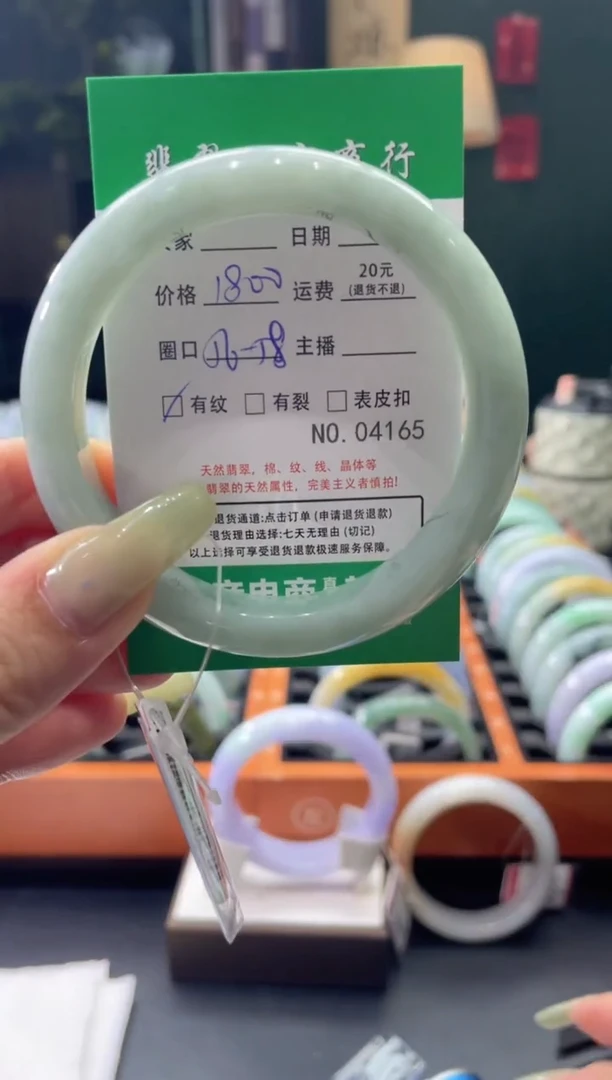 翡翠 商行
家 日期
价格 1800 运费 20元 (退货不退)
圈口 主播
有纹 有裂 表皮扣
NO.04165
天然翡翠，棉、纹、线、晶体等
翡翠的天然属性，完美主义者慎拍!
退货通道:点击订单(申请退货退款)
退货理由选择:七天无理由(切记)
以上选择可享受退货退款极速服务保障。
电商